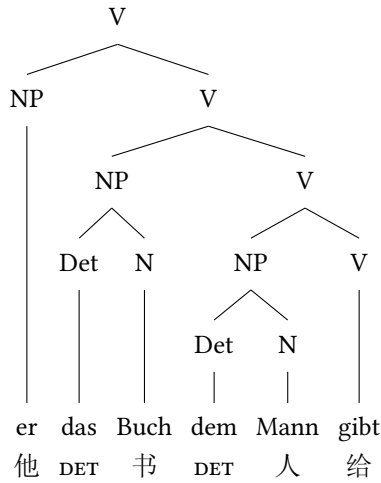 V
NP V
NP V
Det N NP V
Det N
er das Buch dem Mann gibt
他 DET 书 DET 人 给